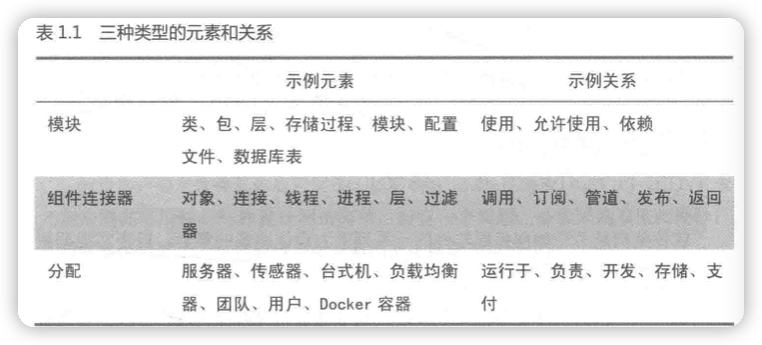 表 1.1 三种类型的元素和关系
示例元素 示例关系
模块 类、包、层、存储过程、模块、配置 使用、允许使用、依赖
文件、数据库表
组件连接器 对象、连接、线程、进程、层、过滤 调用、订阅、管道、发布、返回
器
分配 服务器、传感器、台式机、负载均衡 运行于、负责、开发、存储、支
器、团队、用户、Docker 容器 付